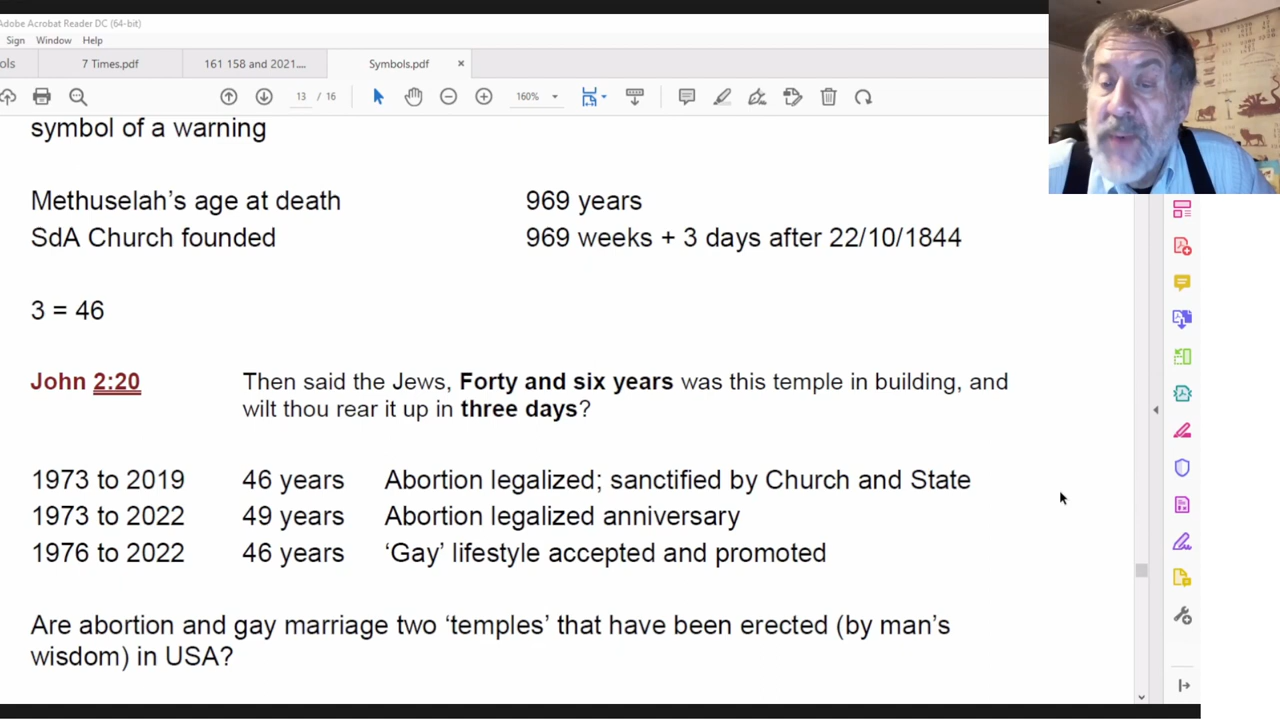 Adobe Acrobat Reader DC (64-bit)
Sign Window Help
ols 7 Times.pdf 161 158 and 2021.... Symbols.pdf ×
13 / 16 160%
symbol of a warning
Methuselah's age at death 969 years
SdA Church founded 969 weeks + 3 days after 22/10/1844
3 = 46
John 2:20 Then said the Jews, Forty and six years was this temple in building, and
wilt thou rear it up in three days?
1973 to 2019 46 years Abortion legalized; sanctified by Church and State
1973 to 2022 49 years Abortion legalized anniversary
1976 to 2022 46 years ‘Gay’ lifestyle accepted and promoted
Are abortion and gay marriage two ‘temples’ that have been erected (by man’s
wisdom) in USA?